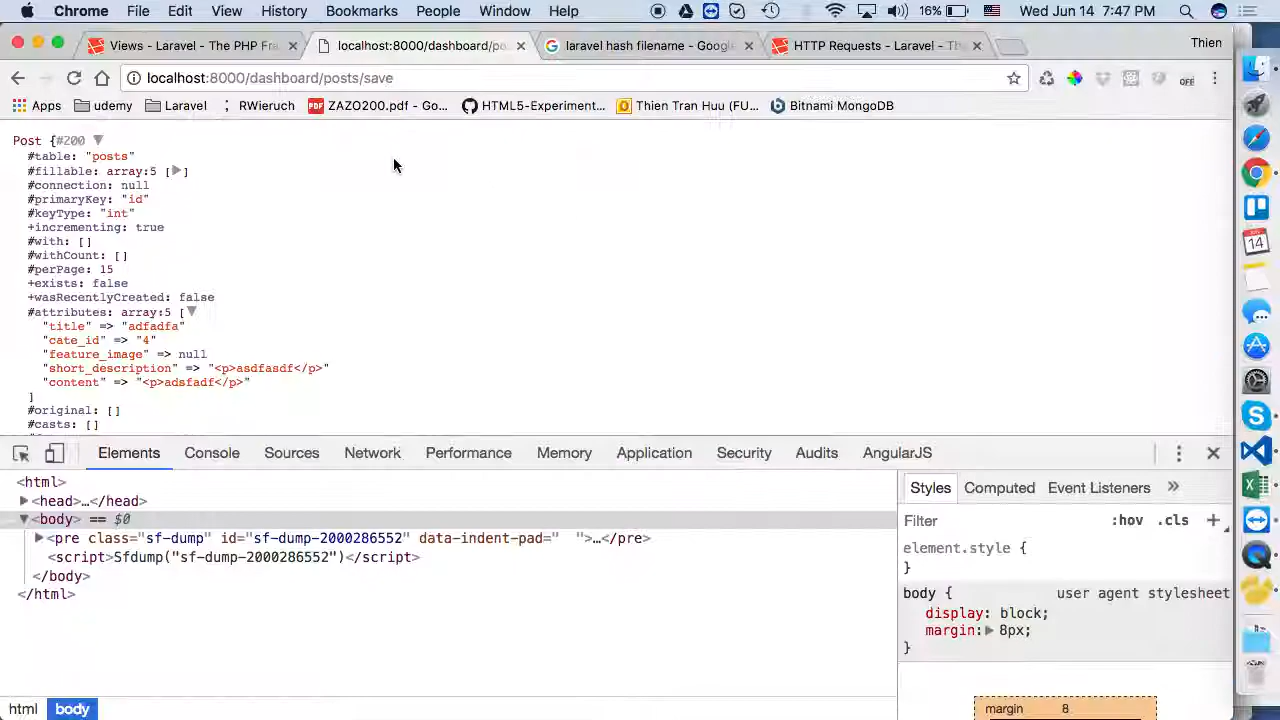 Chrome File Edit View History Bookmarks People Window Help 16% Wed Jun 14 7:47 PM
Views - Laravel - The PHP Fra localhost:8000/dashboard/po laravel hash filename - Google HTTP Requests - Laravel - The Thien
localhost:8000/dashboard/posts/save OFF
Apps udemy Laravel RWieruch PDF ZAZO200.pdf - Go... HTML5-Experiment... Thien Tran Huu (FU... Bitnami MongoDB
Post {#200
#table: "posts"
#fillable: array:5 [ ]
#connection: null
#primaryKey: "id"
#keyType: "int"
+incrementing: true
#with: []
#withCount: []
#perPage: 15
+exists: false
+wasRecentlyCreated: false
#attributes: array:5 [
"title" => "adfadfa"
"cate_id" => "4"
"feature_image" => null
"short_description" => "<p>asdfasdf</p>"
"content" => "<p>adsfadf</p>"
]
#original: []
#casts: []
Elements Console Sources Network Performance Memory Application Security Audits AngularJS
<html>
<head>…</head>
<body> == $0
<pre class="sf-dump" id="sf-dump-2000286552" data-indent-pad="  ">…</pre>
<script>Sfdump("sf-dump-2000286552")</script>
</body>
</html>
html body
Styles Computed Event Listeners »
Filter :hov .cls +
element.style {
}
body { user agent stylesheet
display: block;
margin: 8px;
}
margin 8
14